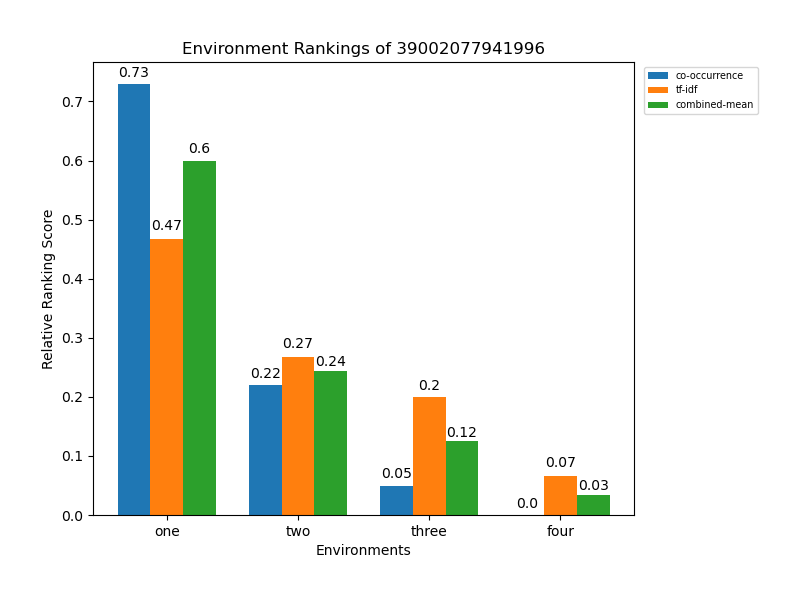 Environment Rankings of 39002077941996
co-occurrence
tf-idf
combined-mean
Relative Ranking Score
0.7
0.6
0.5
0.4
0.3
0.2
0.1
0.0
0.73
0.47
0.6
0.22
0.27
0.24
0.05
0.2
0.12
0.0
0.07
0.03
one
two
three
four
Environments